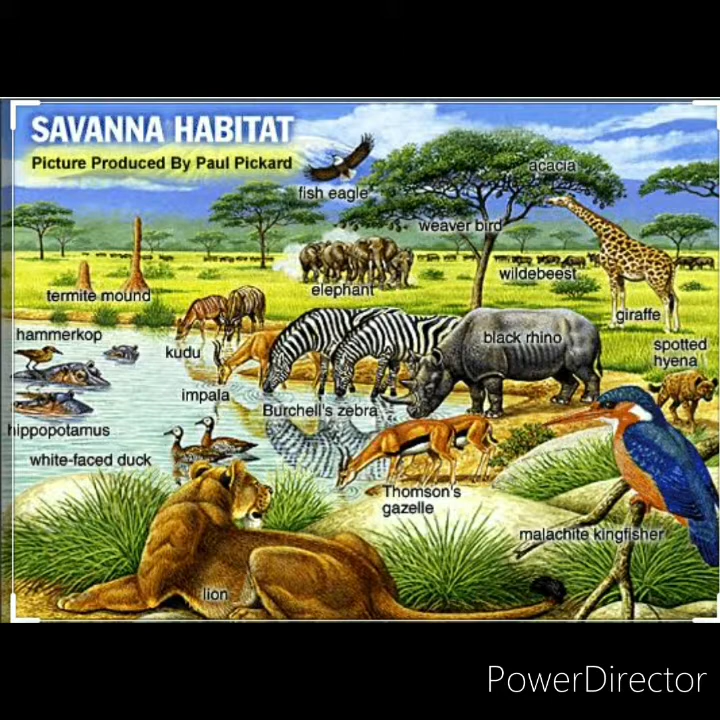 SAVANNA HABITAT
Picture Produced By Paul Pickard
fish eagle
acacia
weaver bird
wildebeest
elephant
termite mound
giraffe
hammerkop
kudu
black rhino
spotted
hyena
impala
Burchell's zebra
hippopotamus
white-faced duck
Thomson's
gazelle
malachite kingfisher
lion
PowerDirector